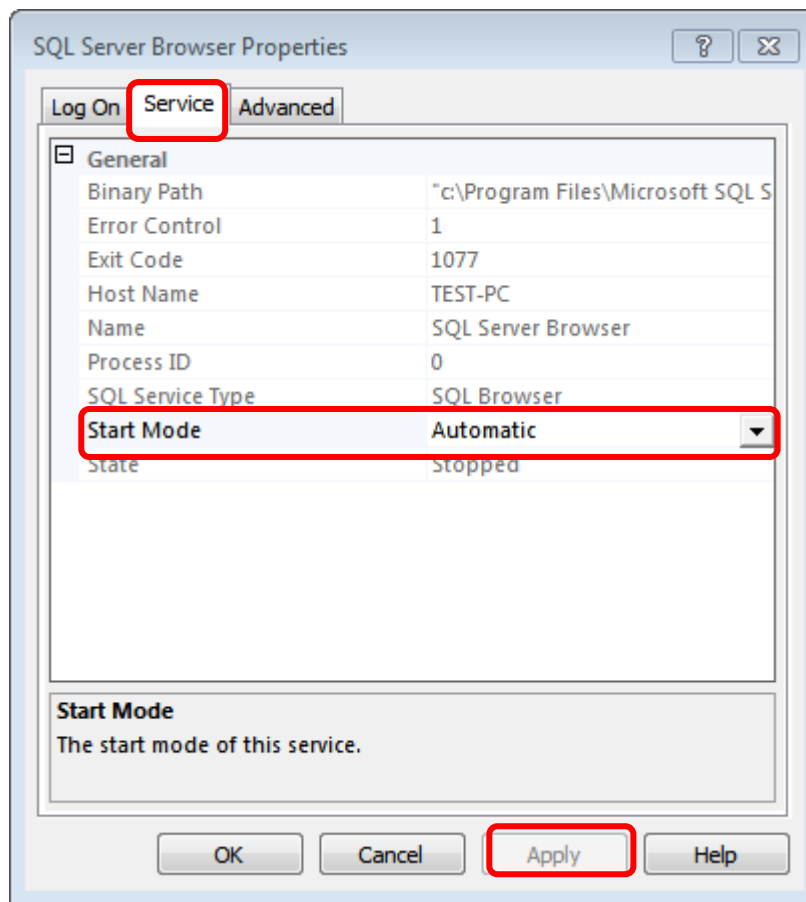 SQL Server Browser Properties
Log On Service Advanced
General
Binary Path "c:\Program Files\Microsoft SQL S
Error Control 1
Exit Code 1077
Host Name TEST-PC
Name SQL Server Browser
Process ID 0
SQL Service Type SQL Browser
Start Mode Automatic
State Stopped
Start Mode
The start mode of this service.
OK Cancel Apply Help